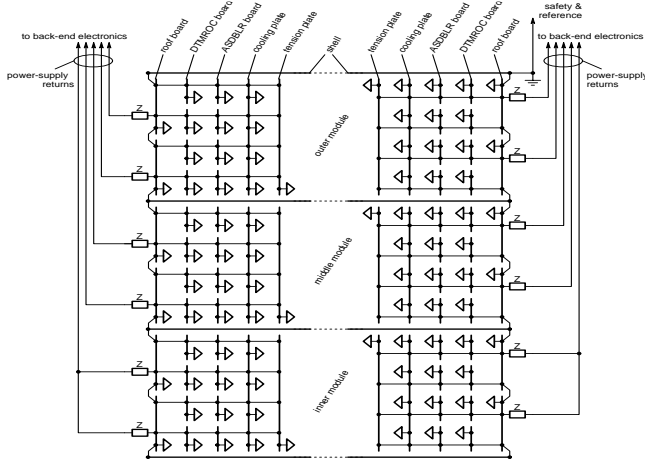 safety &
reference
to back-end electronics
to back-end electronics
power-supply
returns
power-supply
returns
roof board
DTMROC board
ASDBLR board
cooling plate
tension plate
shell
tension plate
cooling plate
ASDBLR board
DTMROC board
roof board
Z
Z
outer module
Z
Z
Z
Z
middle module
Z
Z
Z
Z
inner module
Z
Z